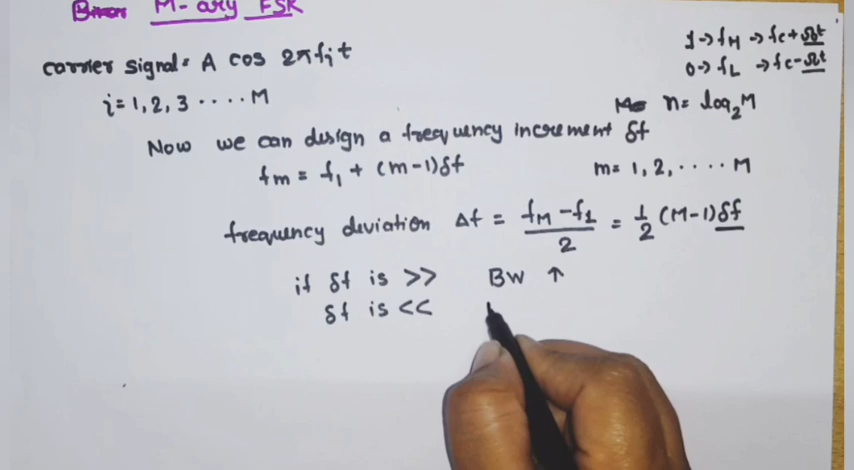 M-ary FSK
carrier signal = A cos 2πfit
i = 1, 2, 3 ‥‥ M
1 → fH → fc + Ωt
0 → fL → fc - Ωt
n = log2M
Now we can design a frequency increment δf
fm = f1 + (m-1)δf
m = 1, 2, ‥‥ M
frequency deviation Δf = (fM - f1)/2 = 1/2 (M-1)δf
if δf is >> BW ↑
δf is <<